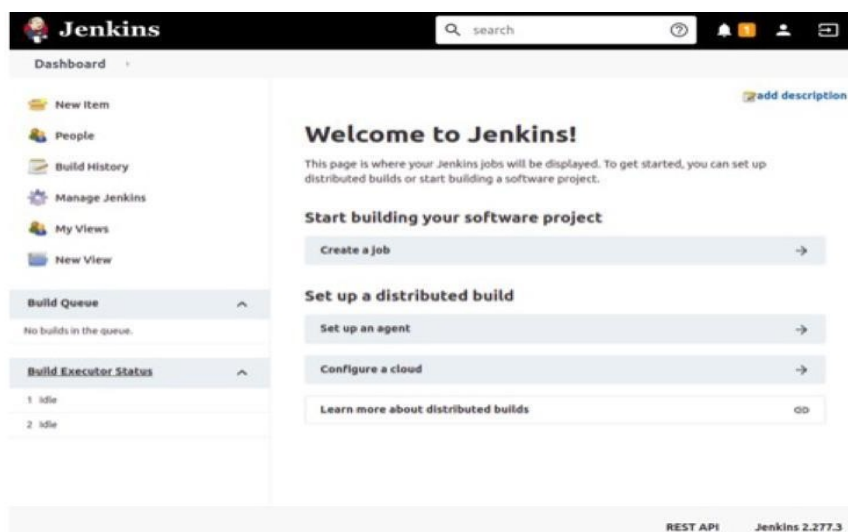 Jenkins
search
1
Dashboard
add description
New Item
People
Build History
Manage Jenkins
My Views
New View
Build Queue
No builds in the queue.
Build Executor Status
1 Idle
2 Idle
Welcome to Jenkins!
This page is where your Jenkins jobs will be displayed. To get started, you can set up
distributed builds or start building a software project.
Start building your software project
Create a job
Set up a distributed build
Set up an agent
Configure a cloud
Learn more about distributed builds
REST API Jenkins 2.277.3